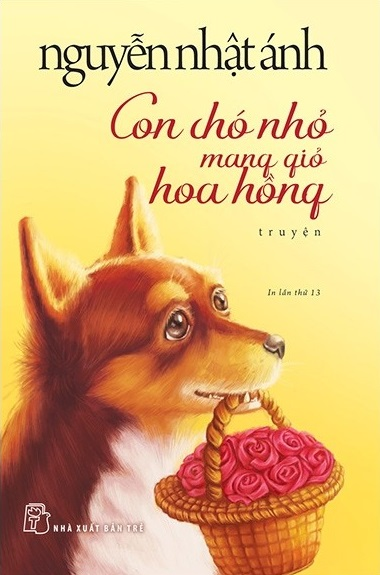 nguyễn nhật ánh
Con chó nhỏ
mang giỏ
hoa hồng
truyện
In lần thứ 13
NHÀ XUẤT BẢN TRẺ